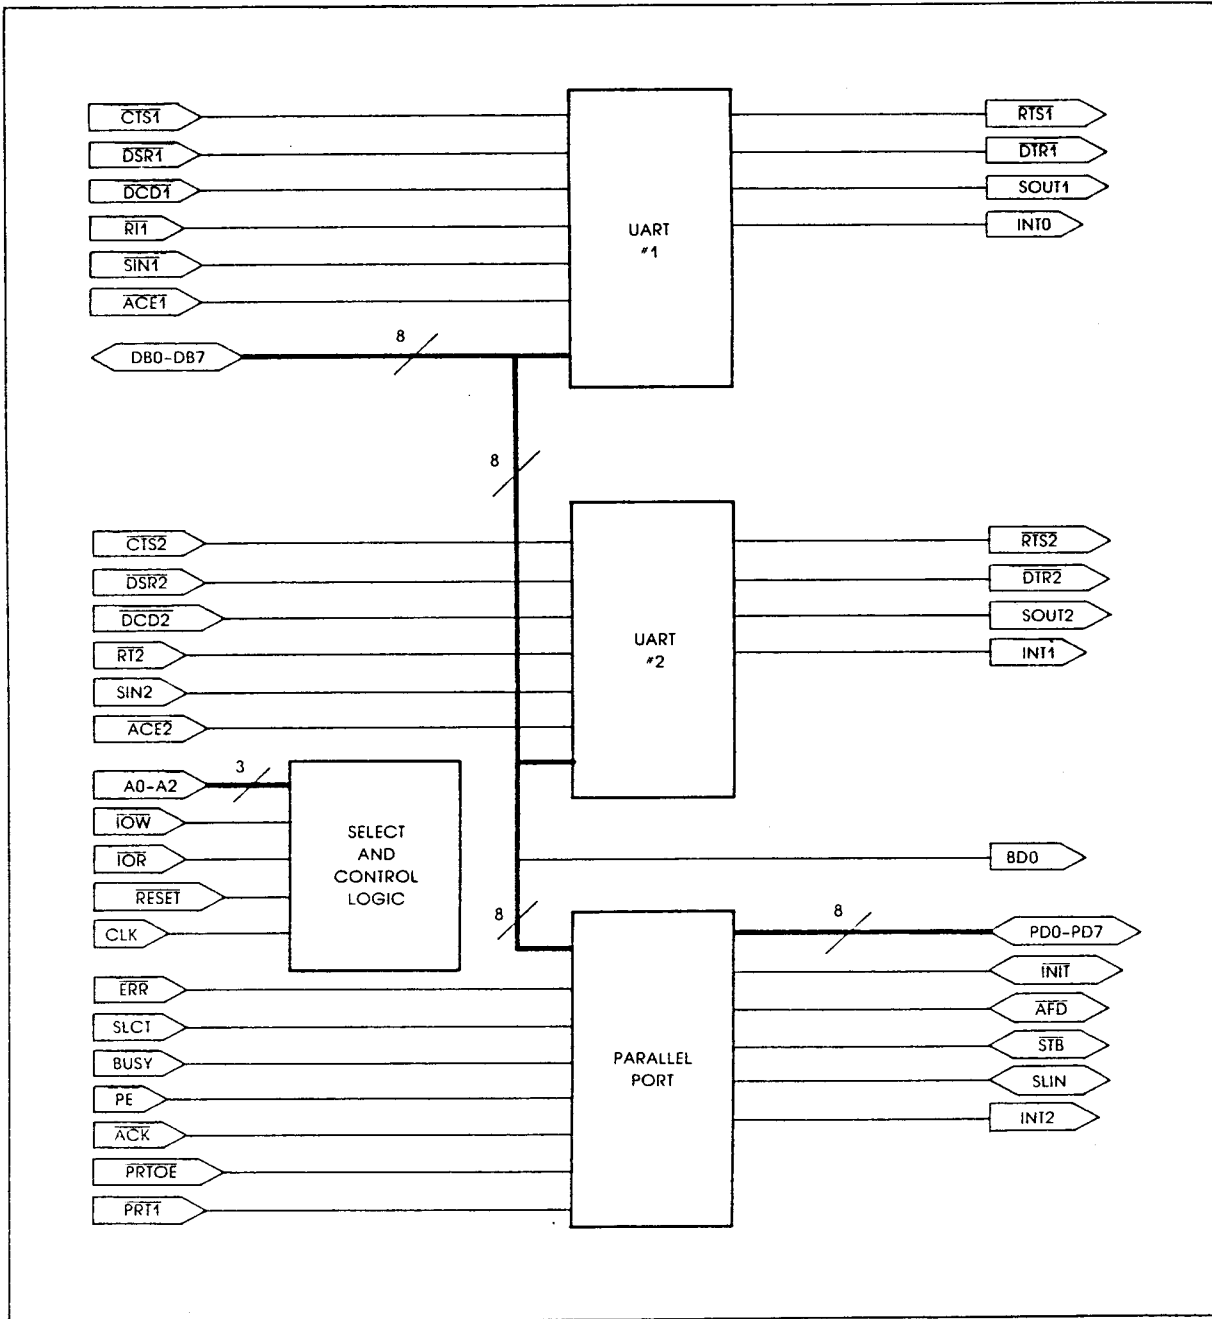 CTS1
DSR1
DCD1
RI1
SIN1
ACE1
DB0-DB7
8
UART
#1
RTS1
DTR1
SOUT1
INT0
8
CTS2
DSR2
DCD2
RT2
SIN2
ACE2
UART
#2
RTS2
DTR2
SOUT2
INT1
A0-A2
IOW
IOR
RESET
CLK
3
SELECT
AND
CONTROL
LOGIC
BD0
8
8
ERR
SLCT
BUSY
PE
ACK
PRTOE
PRT1
PARALLEL
PORT
PD0-PD7
INIT
AFD
STB
SLIN
INT2